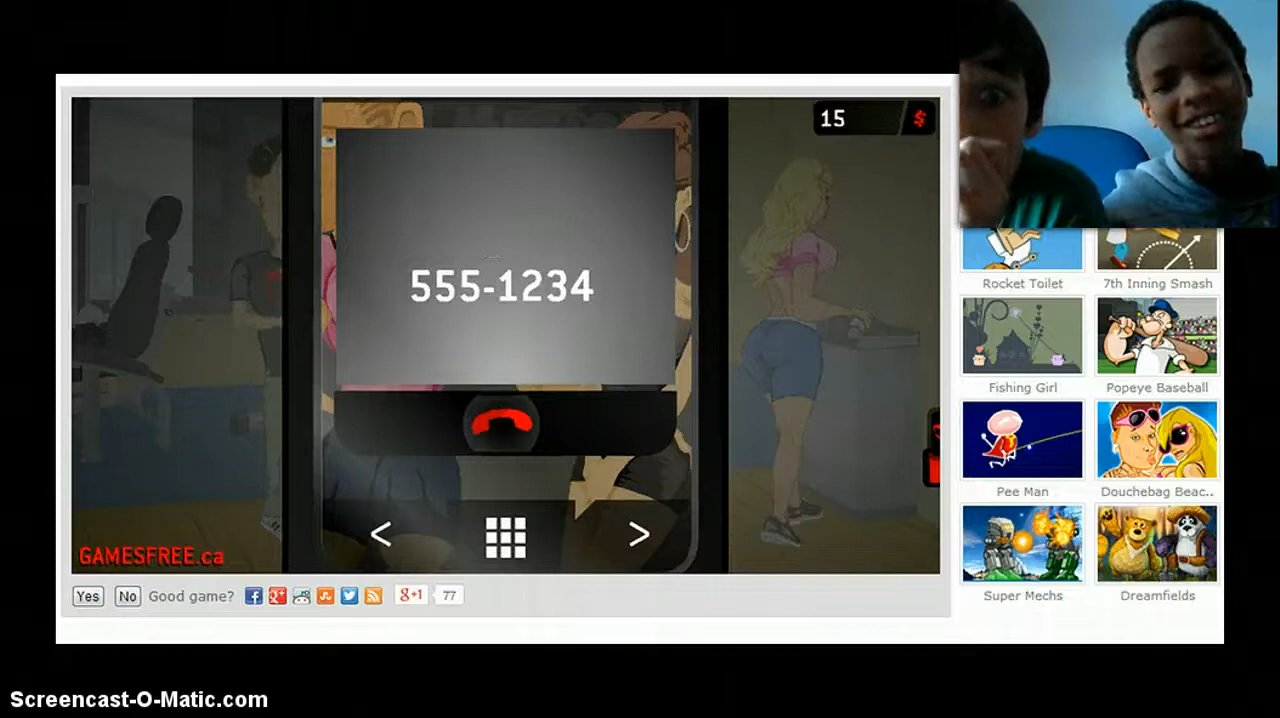 15 $
555-1234
< >
GAMESFREE.ca
Rocket Toilet
7th Inning Smash
Fishing Girl
Popeye Baseball
Pee Man
Douchebag Beac..
Super Mechs
Dreamfields
Yes No Good game? g+1 77
Screencast-O-Matic.com